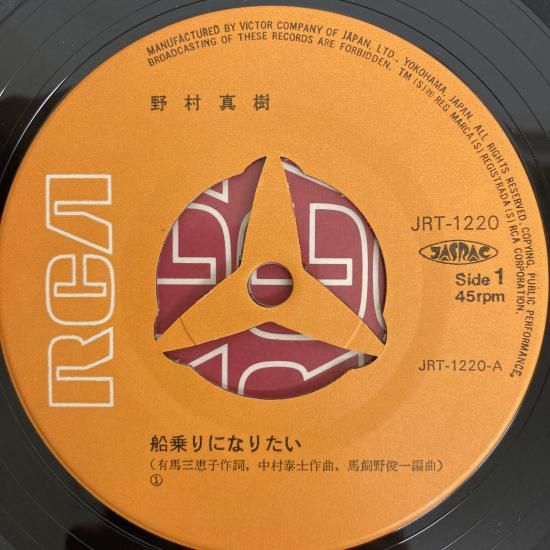 MANUFACTURED BY VICTOR COMPANY OF JAPAN, LTD., YOKOHAMA, JAPAN. ALL RIGHTS RESERVED. COPYING, PUBLIC PERFORMANCE,
BROADCASTING OF THESE RECORDS ARE FORBIDDEN. TM(S)® REG MARCA(S) REGISTRADA(S) RCA CORPORATION.
野村真樹
RCA
JRT-1220
JASRAC
Side 1
45rpm
JRT-1220-A
船乗りになりたい
(有馬三恵子作詞, 中村泰士作曲, 馬飼野俊一編曲)
①